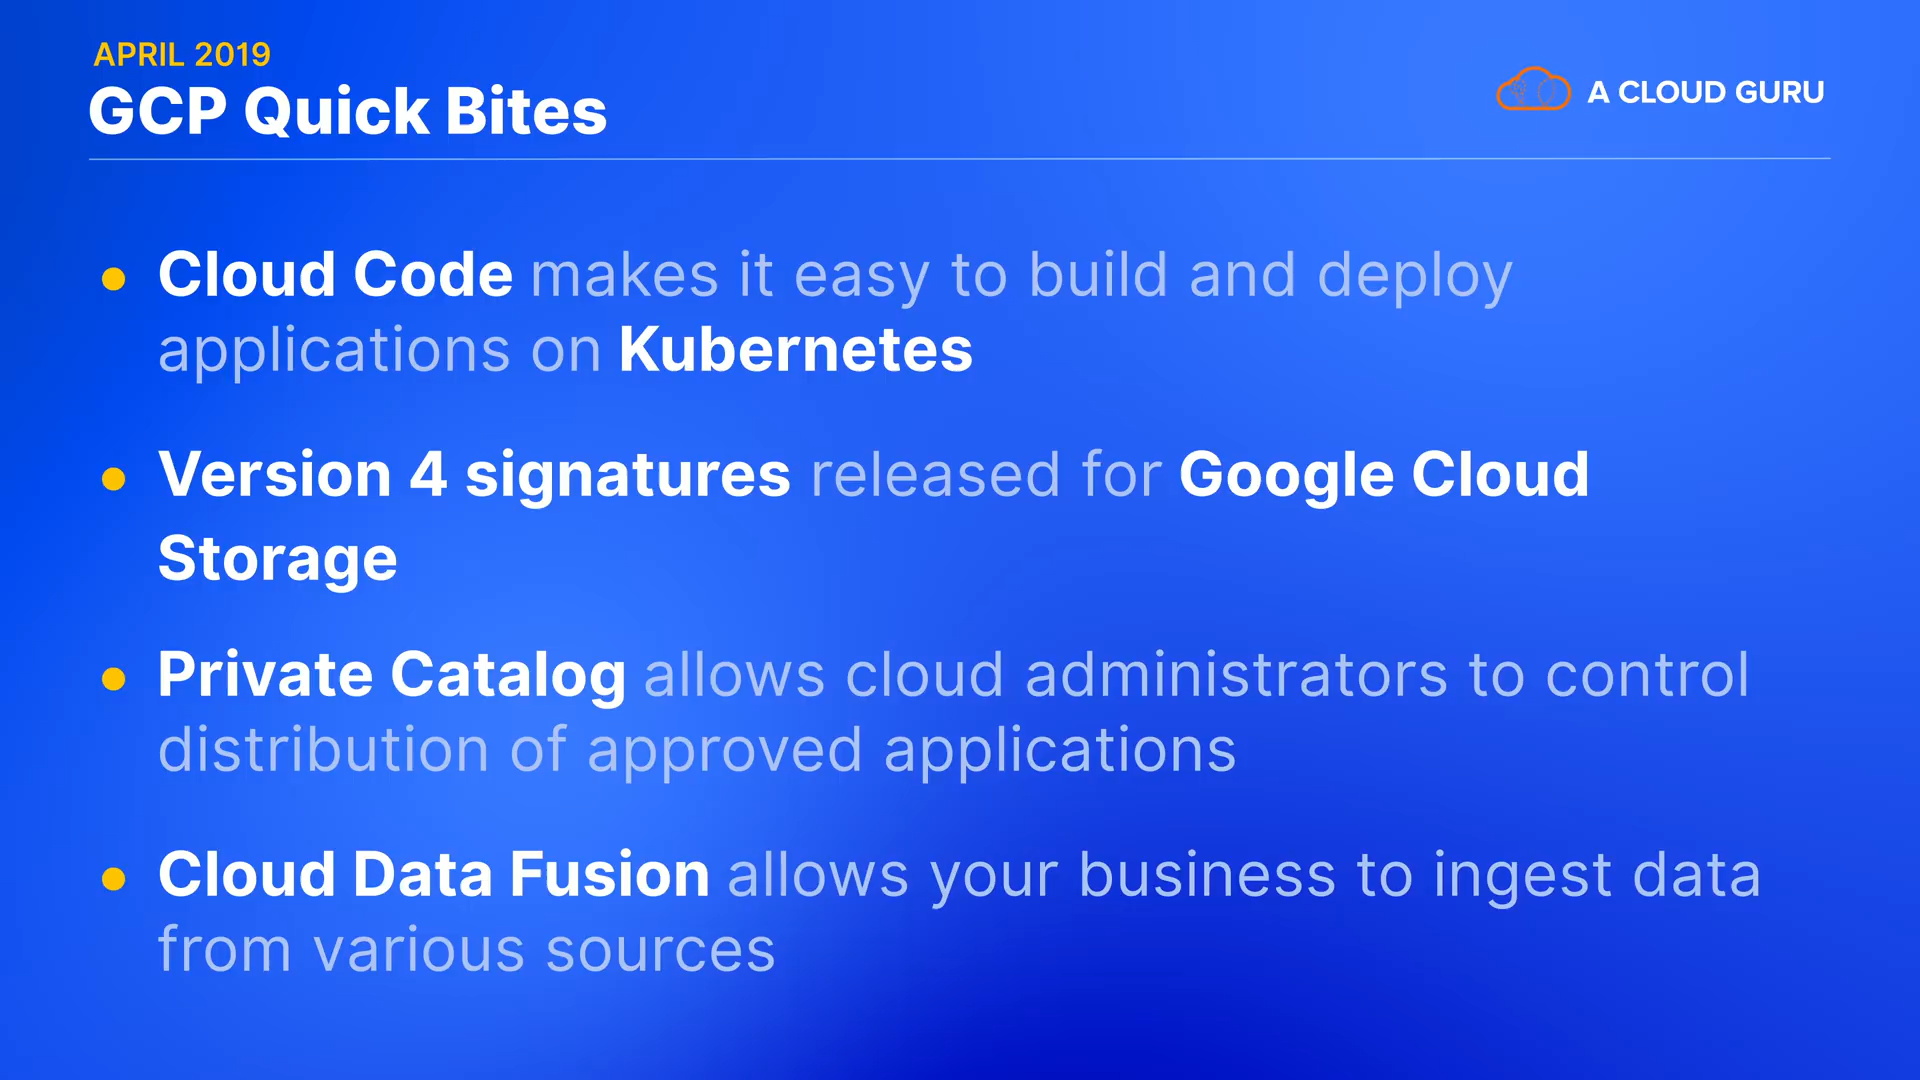 APRIL 2019
GCP Quick Bites
A CLOUD GURU
Cloud Code makes it easy to build and deploy
applications on Kubernetes
Version 4 signatures released for Google Cloud
Storage
Private Catalog allows cloud administrators to control
distribution of approved applications
Cloud Data Fusion allows your business to ingest data
from various sources